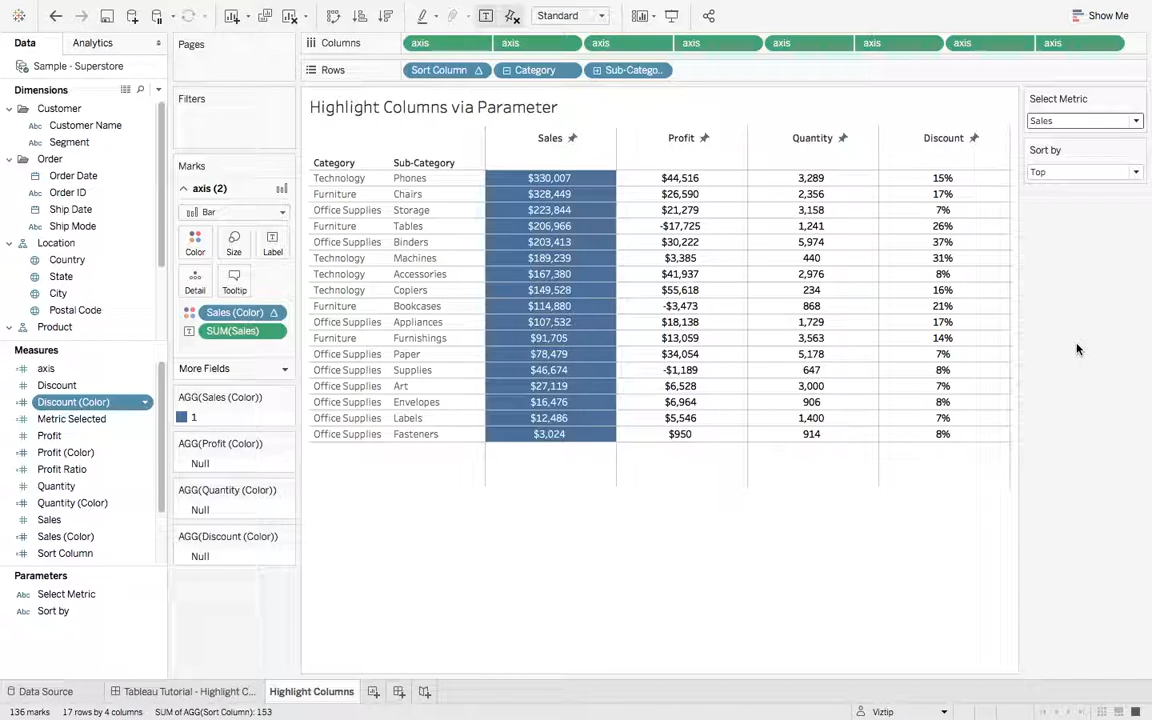 Standard
Show Me
Data
Analytics
Pages
Columns
axis axis axis axis axis axis axis axis
Sample - Superstore
Rows
Sort Column
Category
Sub-Catego..
Dimensions
Customer
Abc Customer Name
Abc Segment
Order
Order Date
Abc Order ID
Ship Date
Abc Ship Mode
Location
Country
State
City
Postal Code
Product
Measures
axis
Discount
Discount (Color)
Metric Selected
Profit
Profit (Color)
Profit Ratio
Quantity
Quantity (Color)
Sales
Sales (Color)
Sort Column
Parameters
Abc Select Metric
Abc Sort by
Filters
Marks
axis (2)
Bar
Color Size Label
Detail Tooltip
Sales (Color)
SUM(Sales)
More Fields
AGG(Sales (Color))
1
AGG(Profit (Color))
Null
AGG(Quantity (Color))
Null
AGG(Discount (Color))
Null
Highlight Columns via Parameter
Sales Profit Quantity Discount
Category Sub-Category
Technology Phones $330,007 $44,516 3,289 15%
Furniture Chairs $328,449 $26,590 2,356 17%
Office Supplies Storage $223,844 $21,279 3,158 7%
Furniture Tables $206,966 -$17,725 1,241 26%
Office Supplies Binders $203,413 $30,222 5,974 37%
Technology Machines $189,239 $3,385 440 31%
Technology Accessories $167,380 $41,937 2,976 8%
Technology Copiers $149,528 $55,618 234 16%
Furniture Bookcases $114,880 -$3,473 868 21%
Office Supplies Appliances $107,532 $18,138 1,729 17%
Furniture Furnishings $91,705 $13,059 3,563 14%
Office Supplies Paper $78,479 $34,054 5,178 7%
Office Supplies Supplies $46,674 -$1,189 647 8%
Office Supplies Art $27,119 $6,528 3,000 7%
Office Supplies Envelopes $16,476 $6,964 906 8%
Office Supplies Labels $12,486 $5,546 1,400 7%
Office Supplies Fasteners $3,024 $950 914 8%
Select Metric
Sales
Sort by
Top
Data Source
Tableau Tutorial - Highlight C...
Highlight Columns
136 marks
17 rows by 4 columns
SUM of AGG(Sort Column): 153
Viztip